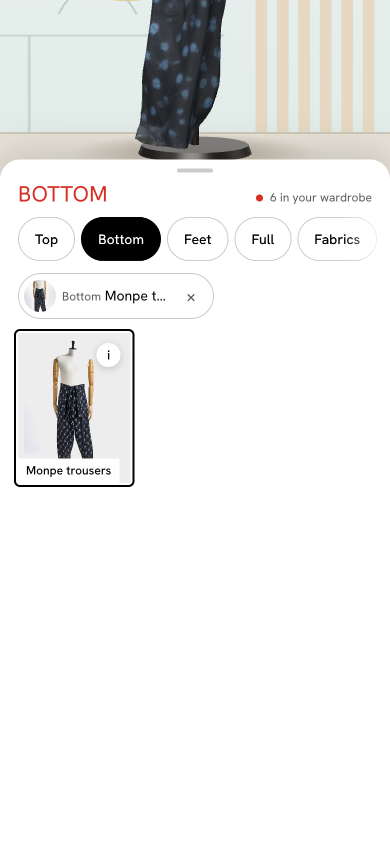 BOTTOM
6 in your wardrobe
Top
Bottom
Feet
Full
Fabrics
Bottom Monpe t...
i
Monpe trousers